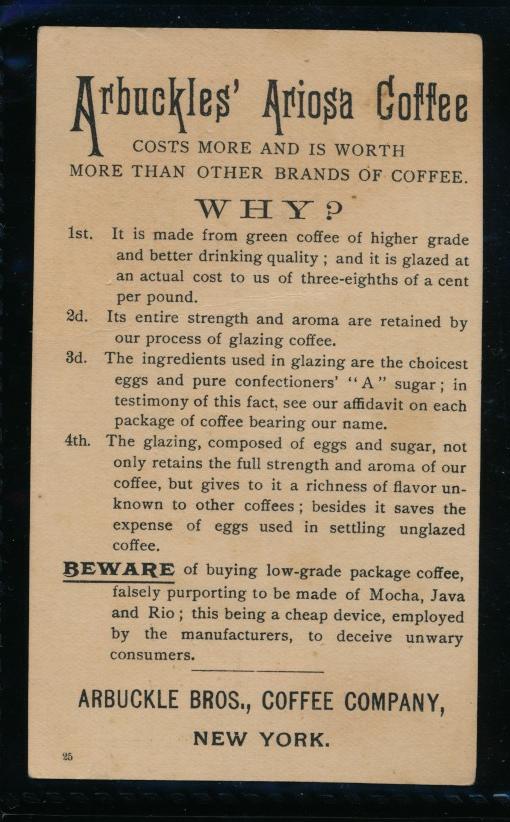 Arbuckles' Ariosa Coffee
COSTS MORE AND IS WORTH
MORE THAN OTHER BRANDS OF COFFEE.
WHY?
1st. It is made from green coffee of higher grade
and better drinking quality; and it is glazed at
an actual cost to us of three-eighths of a cent
per pound.
2d. Its entire strength and aroma are retained by
our process of glazing coffee.
3d. The ingredients used in glazing are the choicest
eggs and pure confectioners' "A" sugar; in
testimony of this fact, see our affidavit on each
package of coffee bearing our name.
4th. The glazing, composed of eggs and sugar, not
only retains the full strength and aroma of our
coffee, but gives to it a richness of flavor un-
known to other coffees; besides it saves the
expense of eggs used in settling unglazed
coffee.
BEWARE of buying low-grade package coffee,
falsely purporting to be made of Mocha, Java
and Rio; this being a cheap device, employed
by the manufacturers, to deceive unwary
consumers.
ARBUCKLE BROS., COFFEE COMPANY,
NEW YORK.
25